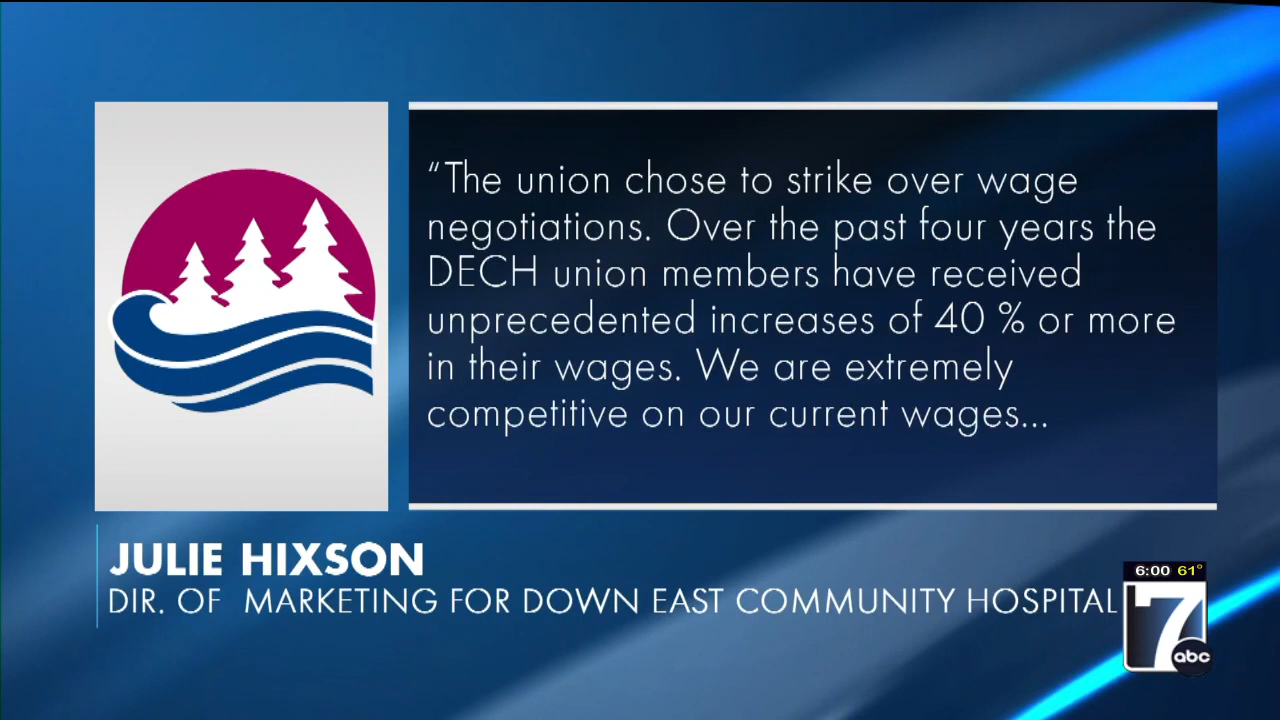 “The union chose to strike over wage
negotiations. Over the past four years the
DECH union members have received
unprecedented increases of 40 % or more
in their wages. We are extremely
competitive on our current wages...
JULIE HIXSON
DIR. OF MARKETING FOR DOWN EAST COMMUNITY HOSPITAL
6:00 61°
7
abc